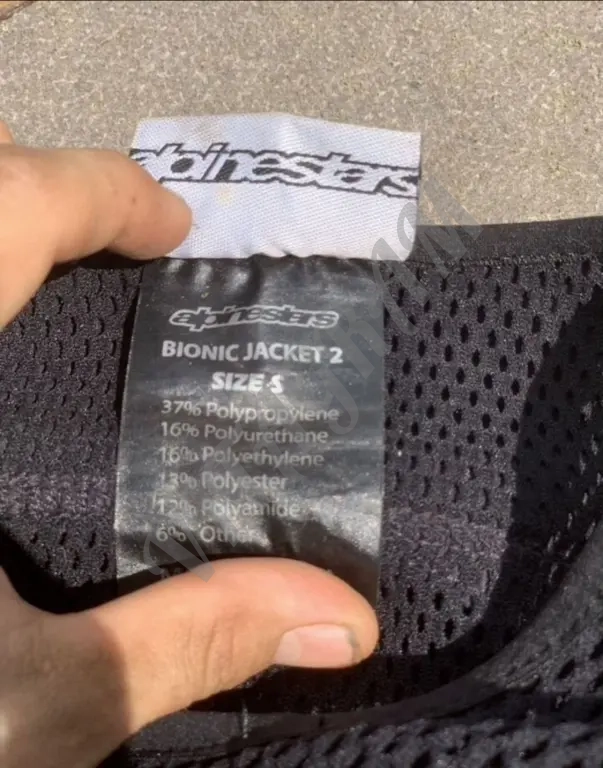 alpinestars
alpinestars
BIONIC JACKET 2
SIZE S
37% Polypropylene
16% Polyurethane
16% Polyethylene
13% Polyester
12% Polyamide
6% Other